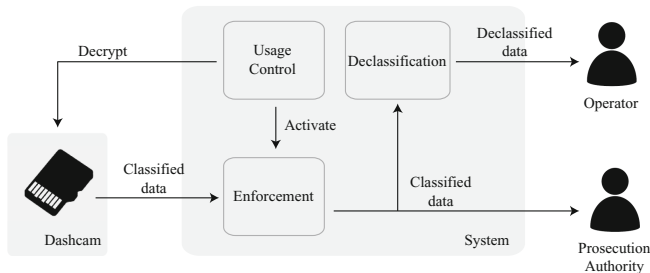 Decrypt
Usage
Control
Declassification
Declassified
data
Operator
Activate
Classified
data
Enforcement
Classified
data
Dashcam
System
Prosecution
Authority